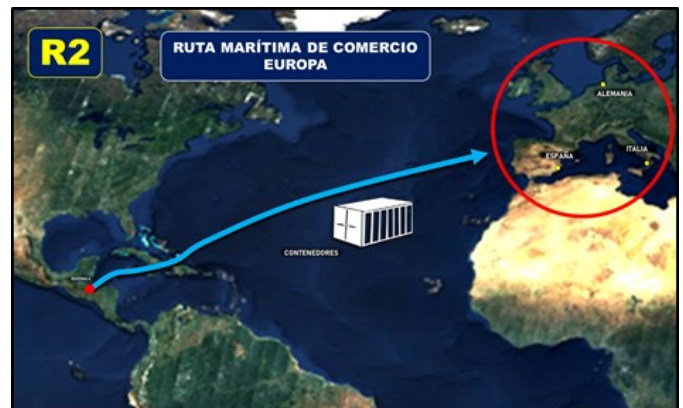 R2
RUTA MARÍTIMA DE COMERCIO
EUROPA
ALEMANIA
ITALIA
ESPAÑA
CONTENEDORES